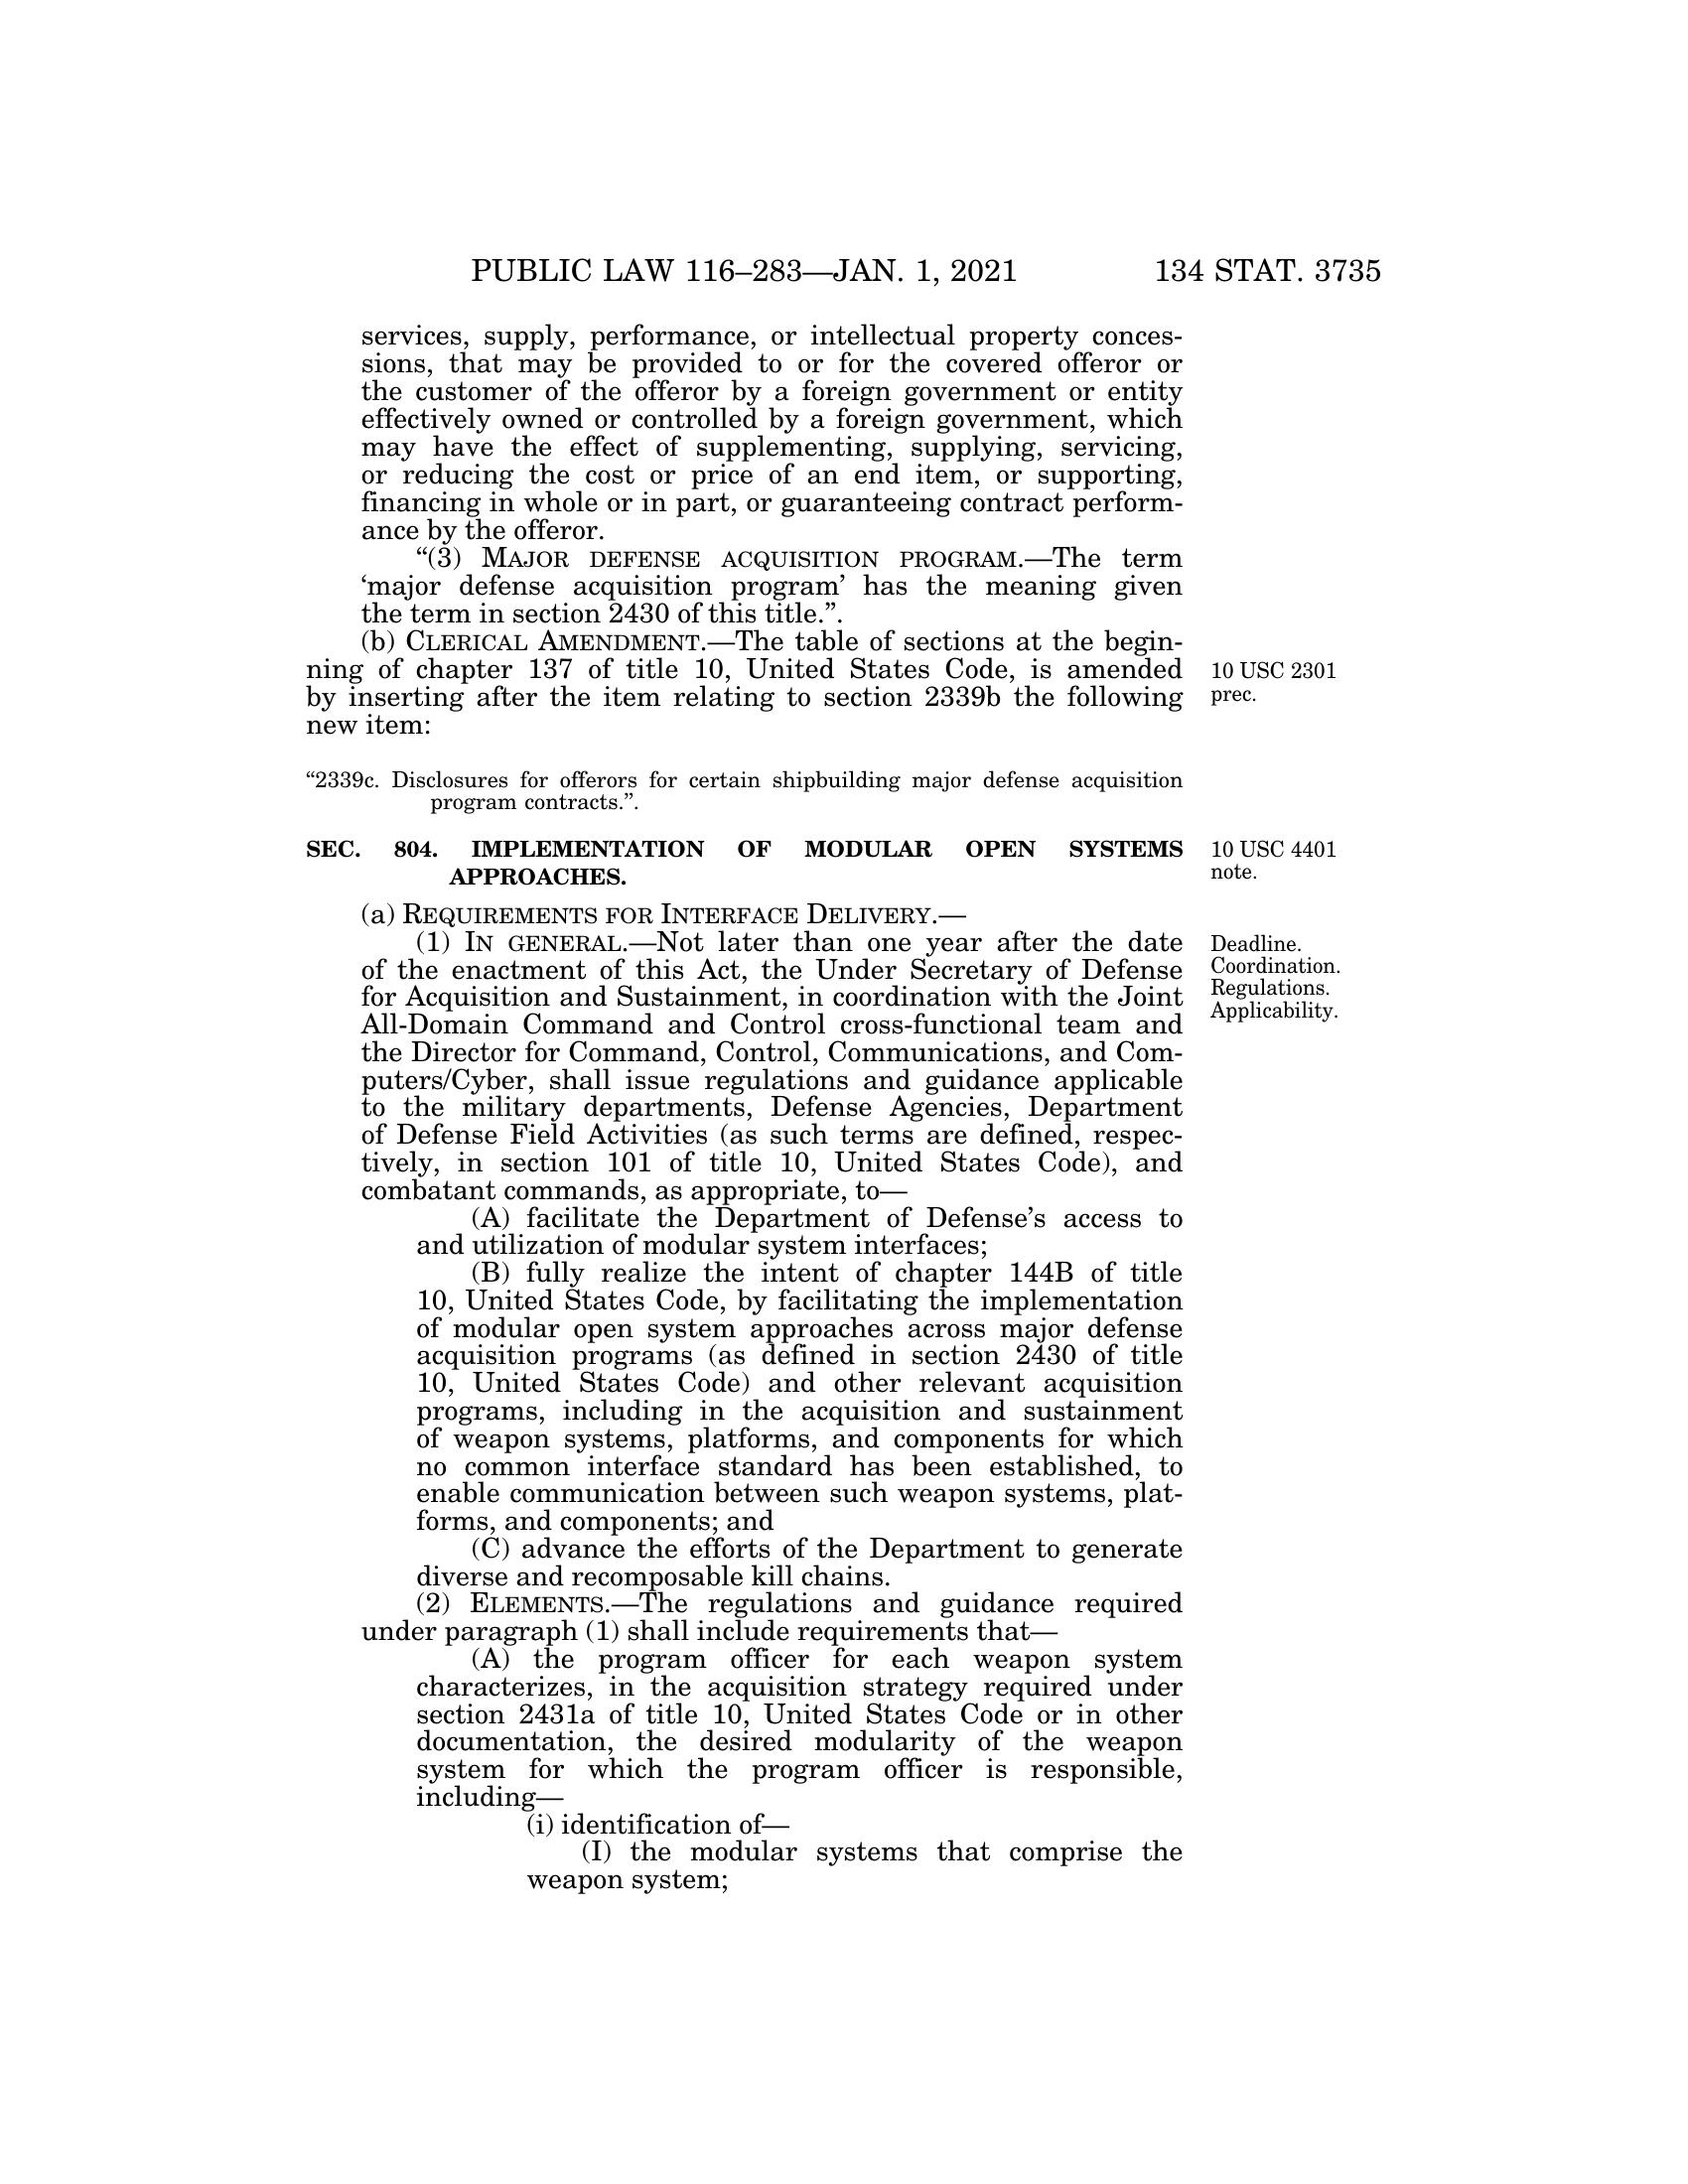 PUBLIC LAW 116–283—JAN. 1, 2021 134 STAT. 3735
services, supply, performance, or intellectual property conces-
sions, that may be provided to or for the covered offeror or
the customer of the offeror by a foreign government or entity
effectively owned or controlled by a foreign government, which
may have the effect of supplementing, supplying, servicing,
or reducing the cost or price of an end item, or supporting,
financing in whole or in part, or guaranteeing contract perform-
ance by the offeror.
“(3) MAJOR DEFENSE ACQUISITION PROGRAM.—The term
‘major defense acquisition program’ has the meaning given
the term in section 2430 of this title.”.
(b) CLERICAL AMENDMENT.—The table of sections at the begin-
ning of chapter 137 of title 10, United States Code, is amended
by inserting after the item relating to section 2339b the following
new item:
10 USC 2301
prec.
“2339c. Disclosures for offerors for certain shipbuilding major defense acquisition
program contracts.”.
SEC. 804. IMPLEMENTATION OF MODULAR OPEN SYSTEMS
APPROACHES.
10 USC 4401
note.
(a) REQUIREMENTS FOR INTERFACE DELIVERY.—
(1) IN GENERAL.—Not later than one year after the date
of the enactment of this Act, the Under Secretary of Defense
for Acquisition and Sustainment, in coordination with the Joint
All-Domain Command and Control cross-functional team and
the Director for Command, Control, Communications, and Com-
puters/Cyber, shall issue regulations and guidance applicable
to the military departments, Defense Agencies, Department
of Defense Field Activities (as such terms are defined, respec-
tively, in section 101 of title 10, United States Code), and
combatant commands, as appropriate, to—
Deadline.
Coordination.
Regulations.
Applicability.
(A) facilitate the Department of Defense’s access to
and utilization of modular system interfaces;
(B) fully realize the intent of chapter 144B of title
10, United States Code, by facilitating the implementation
of modular open system approaches across major defense
acquisition programs (as defined in section 2430 of title
10, United States Code) and other relevant acquisition
programs, including in the acquisition and sustainment
of weapon systems, platforms, and components for which
no common interface standard has been established, to
enable communication between such weapon systems, plat-
forms, and components; and
(C) advance the efforts of the Department to generate
diverse and recomposable kill chains.
(2) ELEMENTS.—The regulations and guidance required
under paragraph (1) shall include requirements that—
(A) the program officer for each weapon system
characterizes, in the acquisition strategy required under
section 2431a of title 10, United States Code or in other
documentation, the desired modularity of the weapon
system for which the program officer is responsible,
including—
(i) identification of—
(I) the modular systems that comprise the
weapon system;